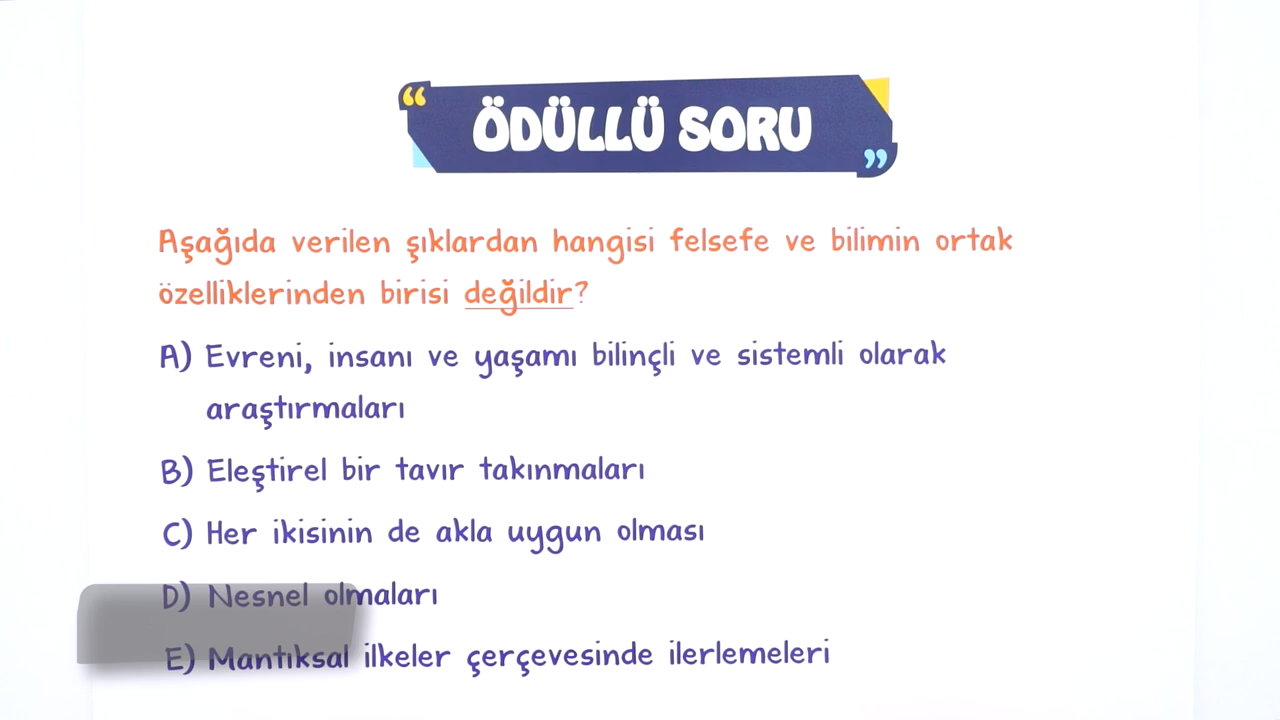 “ ÖDÜLLÜ SORU ”
Aşağıda verilen şıklardan hangisi felsefe ve bilimin ortak
özelliklerinden birisi değildir?
A) Evreni, insanı ve yaşamı bilinçli ve sistemli olarak
araştırmaları
B) Eleştirel bir tavır takınmaları
C) Her ikisinin de akla uygun olması
D) Nesnel olmaları
E) Mantıksal ilkeler çerçevesinde ilerlemeleri